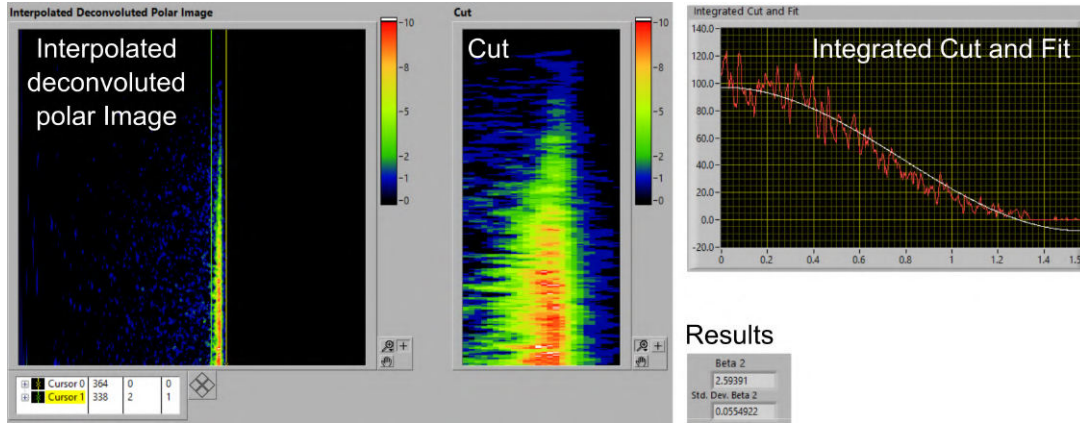 Interpolated Deconvoluted Polar Image
Interpolated
deconvoluted
polar Image
-10
-8
-5
-2
-1
-0
Cursor 0 364 0 0
Cursor 1 338 2 1
Cut
Cut
-10
-8
-5
-2
-1
-0
Integrated Cut and Fit
Integrated Cut and Fit
140.0
120.0
100.0
80.0
60.0
40.0
20.0
0.0
-20.0
0 0.2 0.4 0.6 0.8 1 1.2 1.4 1.5
Results
Beta 2
2.59391
Std. Dev. Beta 2
0.0554922